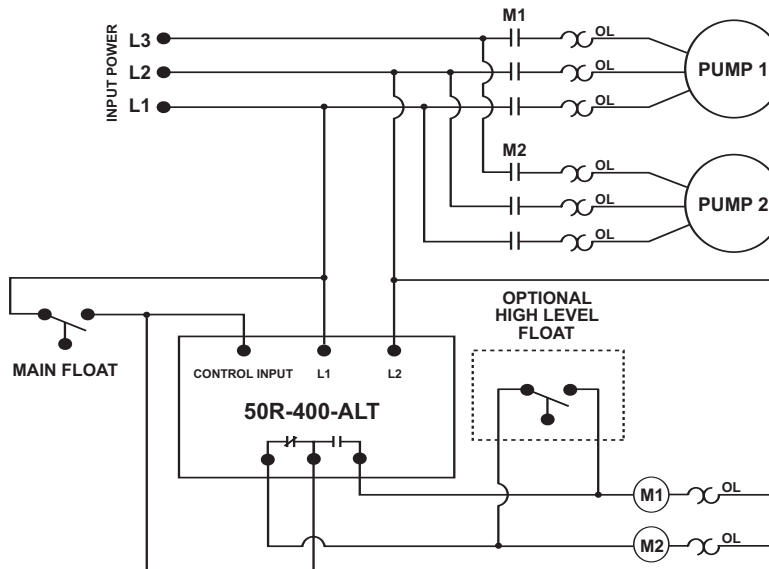 M1
INPUT POWER
L3
OL
L2
OL
PUMP 1
L1
OL
M2
OL
OL
PUMP 2
OL
OPTIONAL
HIGH LEVEL
FLOAT
MAIN FLOAT
CONTROL INPUT
L1
L2
50R-400-ALT
M1
OL
M2
OL